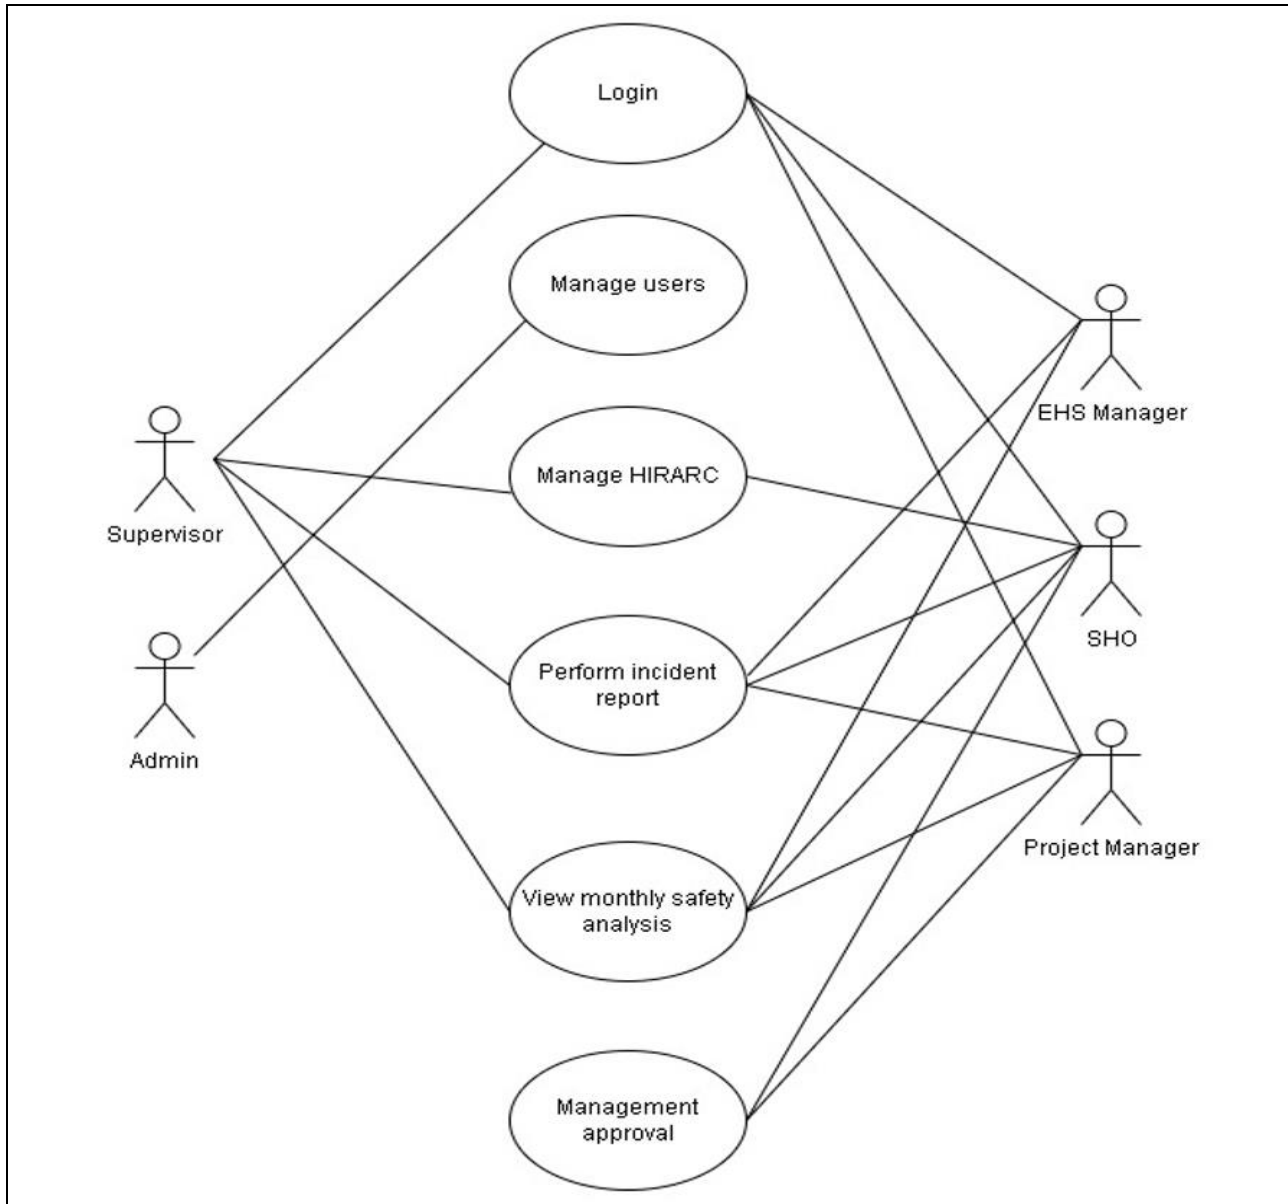 Login
Manage users
EHS Manager
Manage HIRARC
Supervisor
SHO
Perform incident
report
Admin
Project Manager
View monthly safety
analysis
Management
approval